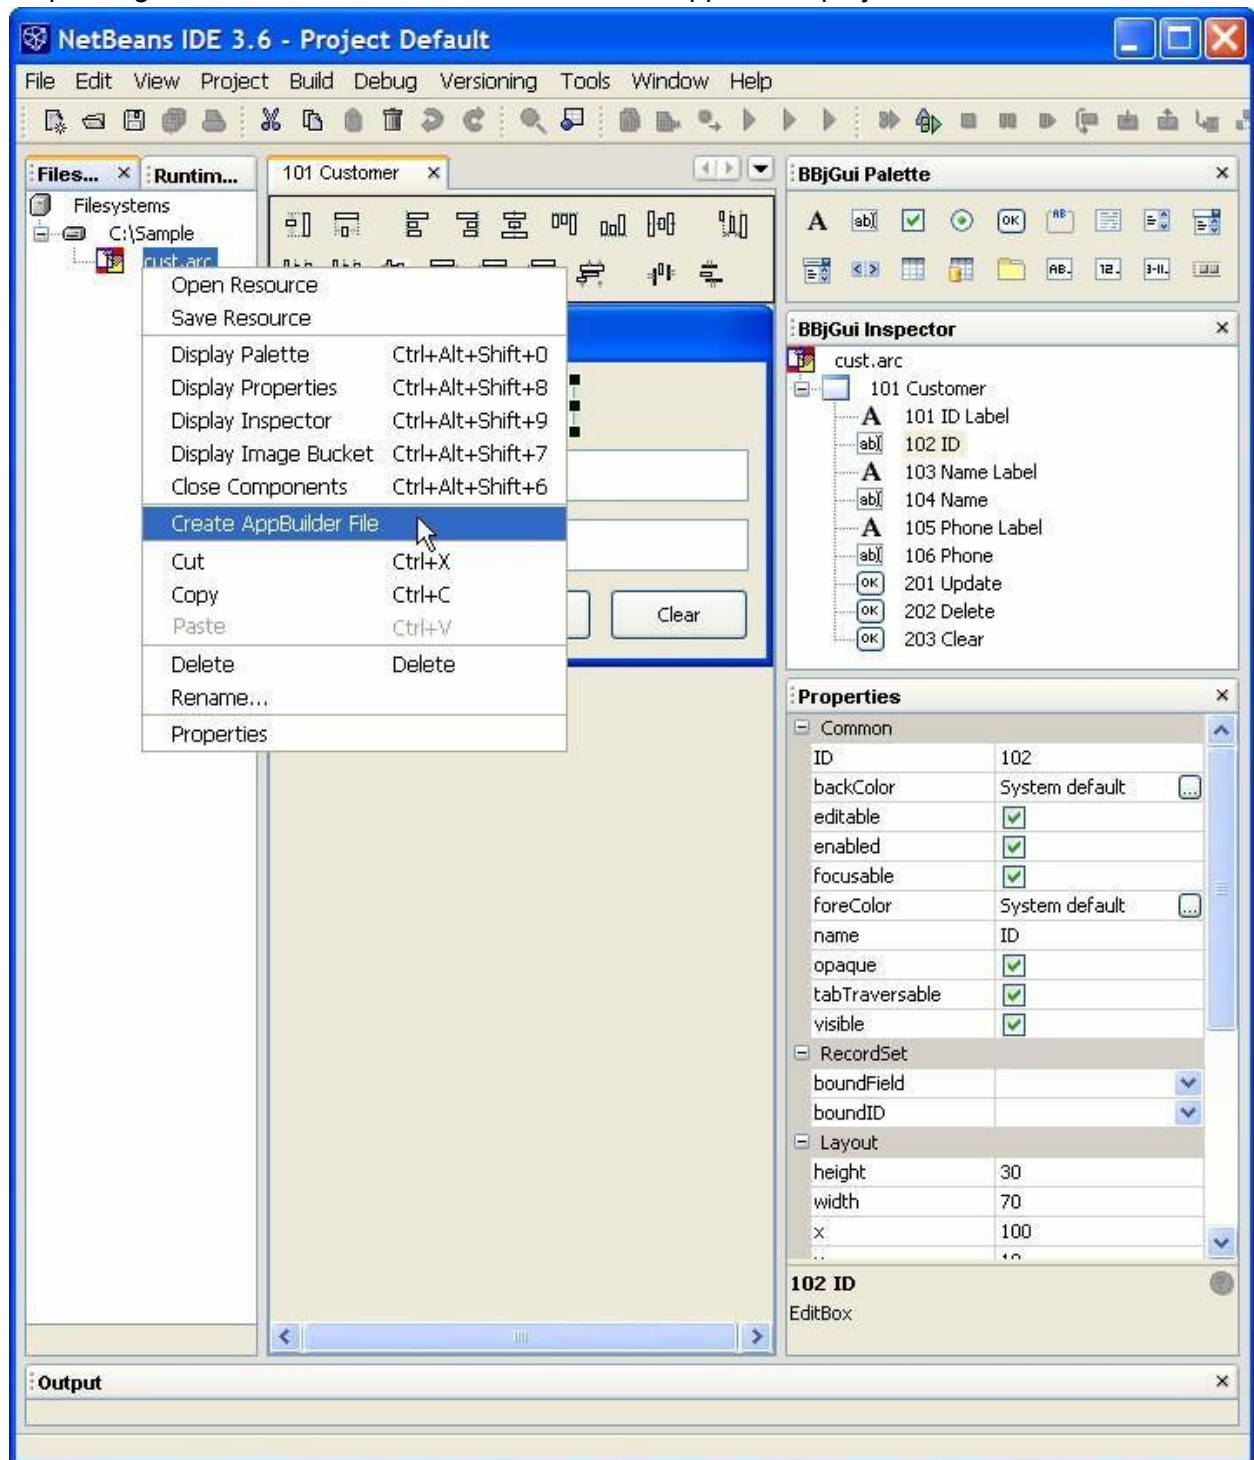 NetBeans IDE 3.6 - Project Default
File Edit View Project Build Debug Versioning Tools Window Help
Files... Runtim...
101 Customer
BBjGui Palette
Filesystems
C:\Sample
cust.arc
Open Resource
Save Resource
Display Palette Ctrl+Alt+Shift+0
Display Properties Ctrl+Alt+Shift+8
Display Inspector Ctrl+Alt+Shift+9
Display Image Bucket Ctrl+Alt+Shift+7
Close Components Ctrl+Alt+Shift+6
Create AppBuilder File
Cut Ctrl+X
Copy Ctrl+C
Paste Ctrl+V
Delete Delete
Rename...
Properties
Clear
BBjGui Inspector
cust.arc
101 Customer
A 101 ID Label
ab 102 ID
A 103 Name Label
ab 104 Name
A 105 Phone Label
ab 106 Phone
OK 201 Update
OK 202 Delete
OK 203 Clear
Properties
Common
ID 102
backColor System default ...
editable
enabled
focusable
foreColor System default ...
name ID
opaque
tabTraversable
visible
RecordSet
boundField
boundID
Layout
height 30
width 70
x 100
102 ID
EditBox
Output